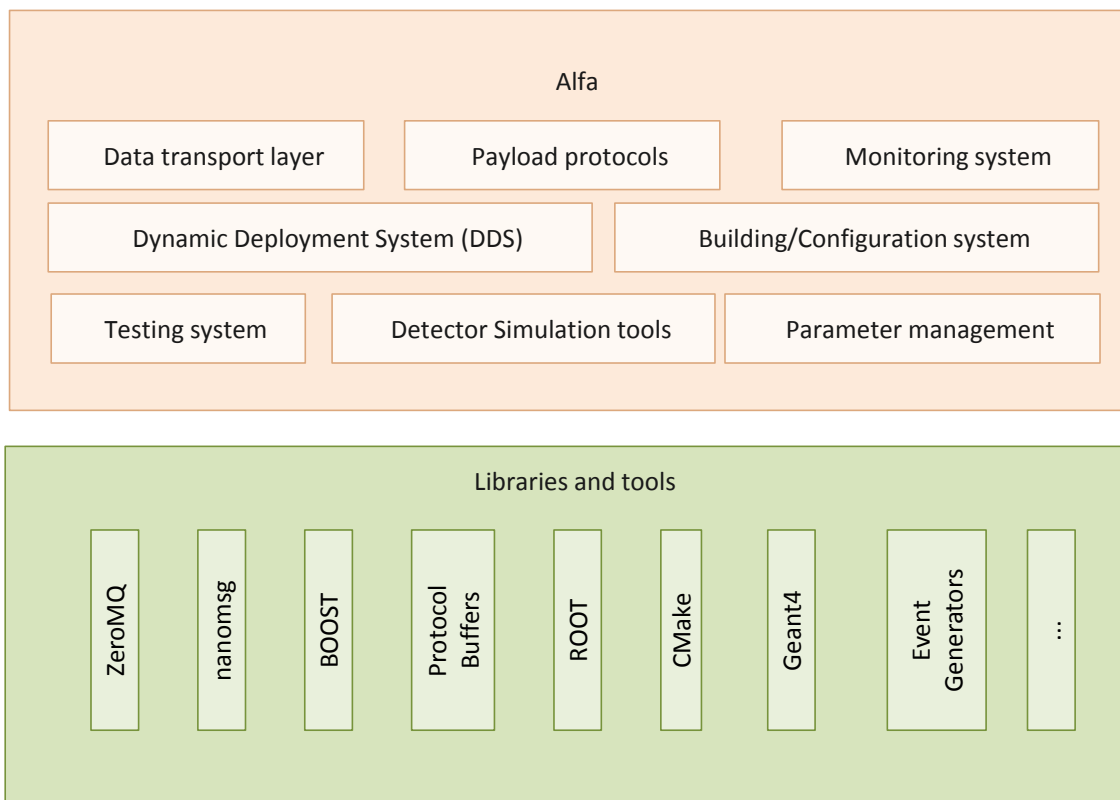 Alfa
Data transport layer
Payload protocols
Monitoring system
Dynamic Deployment System (DDS)
Building/Configuration system
Testing system
Detector Simulation tools
Parameter management
Libraries and tools
ZeroMQ
nanomsg
BOOST
Protocol
Buffers
ROOT
CMake
Geant4
Event
Generators
...